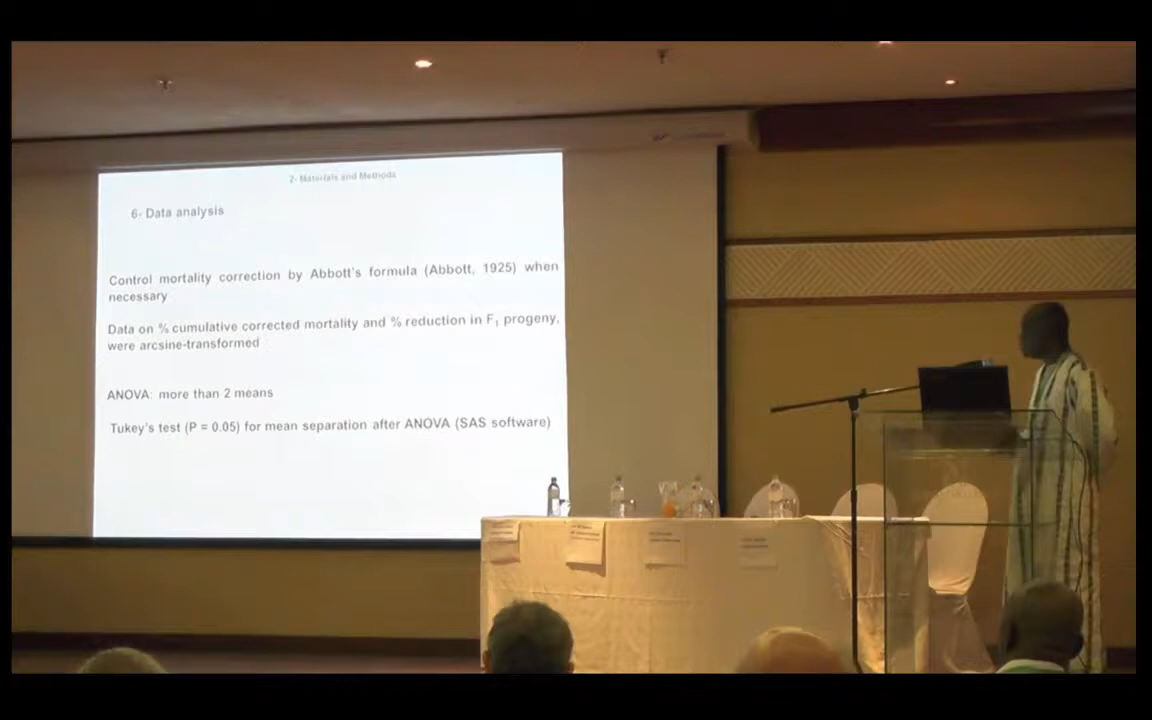 2- Materials and Methods
6- Data analysis
Control mortality correction by Abbott's formula (Abbott, 1925) when
necessary
Data on % cumulative corrected mortality and % reduction in F₁ progeny,
were arcsine-transformed
ANOVA: more than 2 means
Tukey's test (P = 0.05) for mean separation after ANOVA (SAS software)